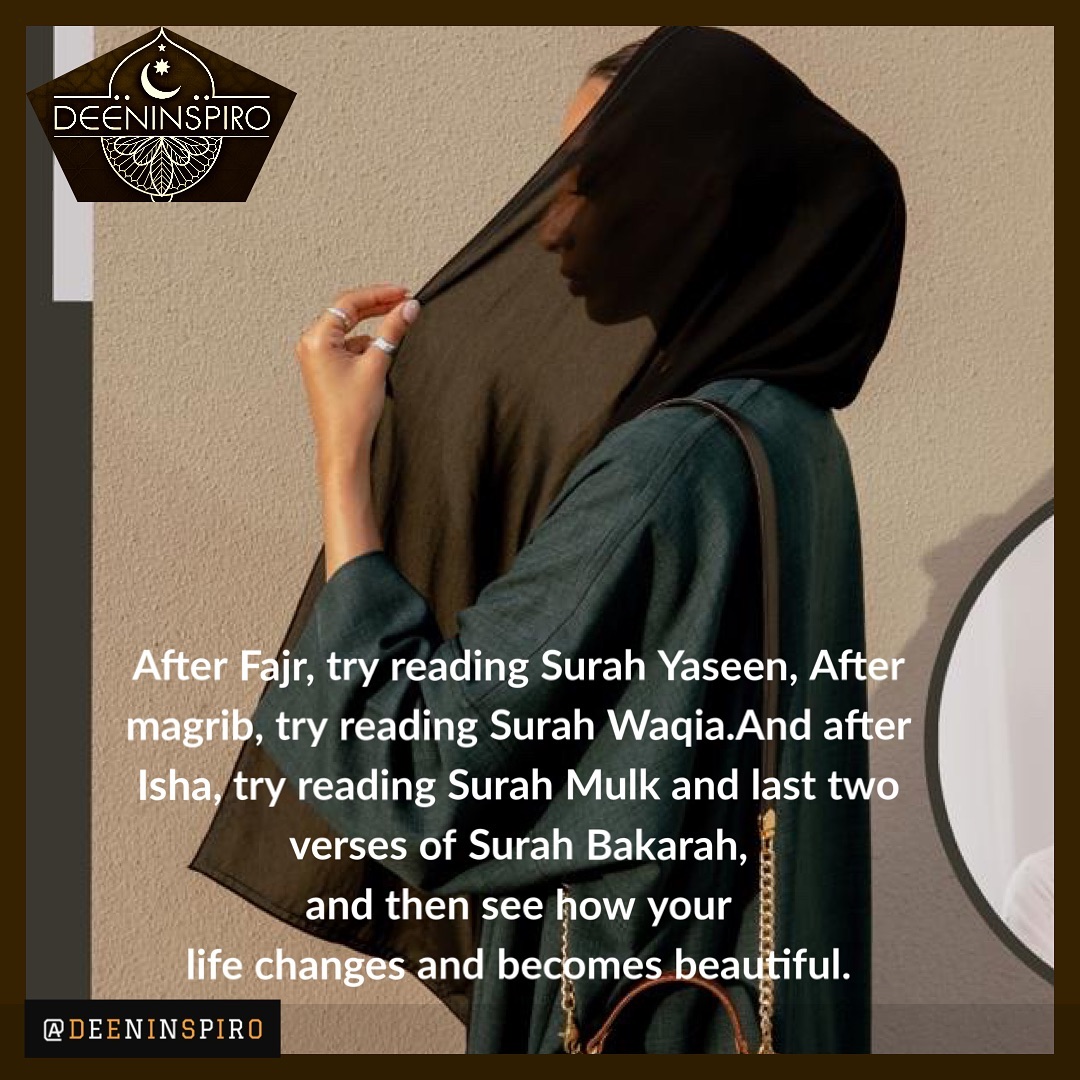 DEENINSPIRO
After Fajr, try reading Surah Yaseen, After
magrib, try reading Surah Waqia.And after
Isha, try reading Surah Mulk and last two
verses of Surah Bakarah,
and then see how your
life changes and becomes beautiful.
@DEENINSPIRO